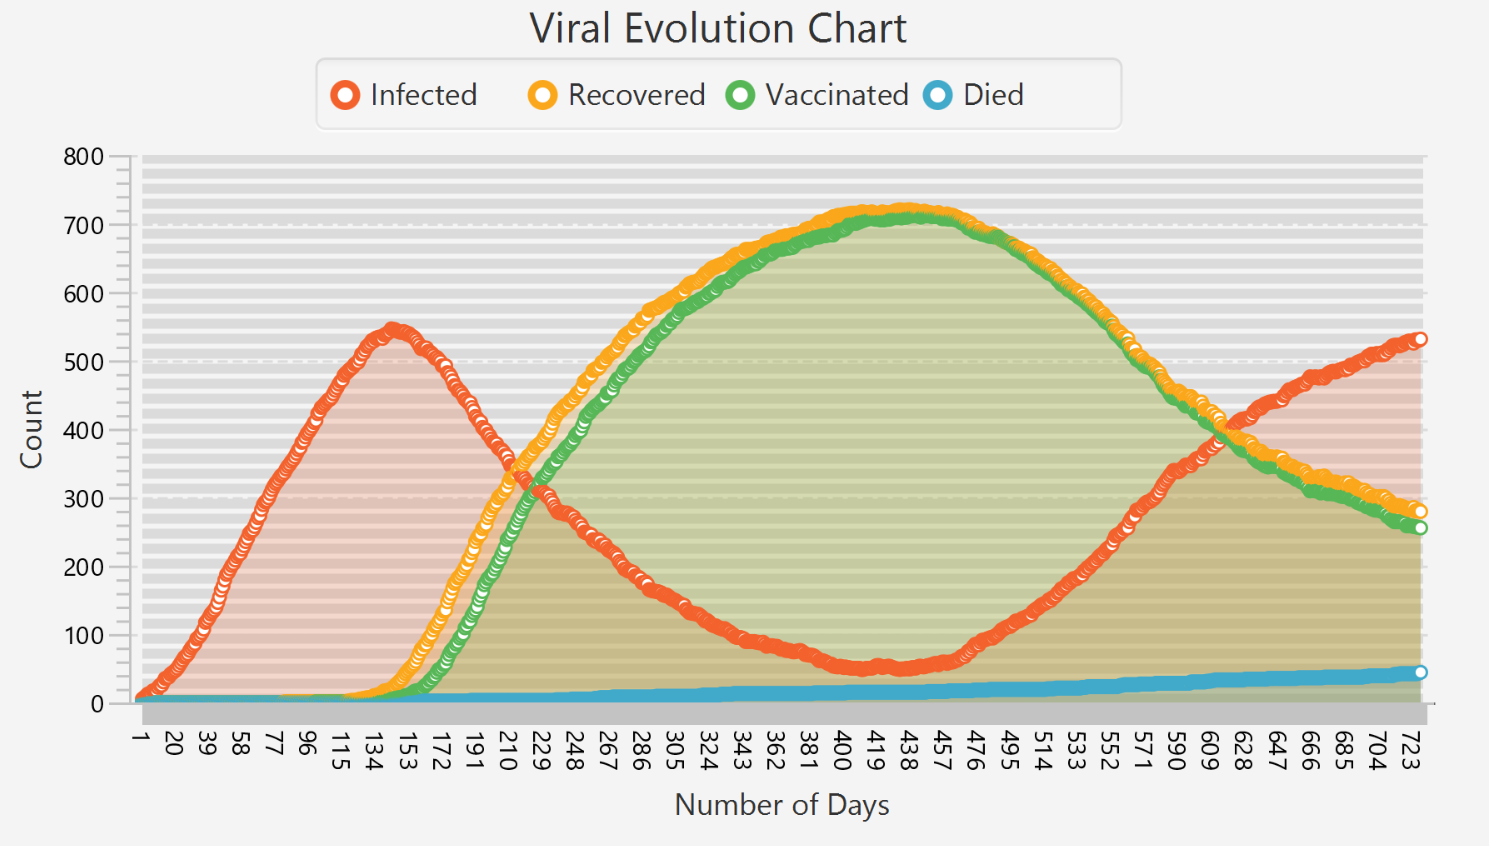 Viral Evolution Chart
Infected Recovered Vaccinated Died
800
700
600
500
400
300
200
100
0
Count
1 20 39 58 77 96 115 134 153 172 191 210 229 248 267 286 305 324 343 362 381 400 419 438 457 476 495 514 533 552 571 590 609 628 647 666 685 704 723
Number of Days